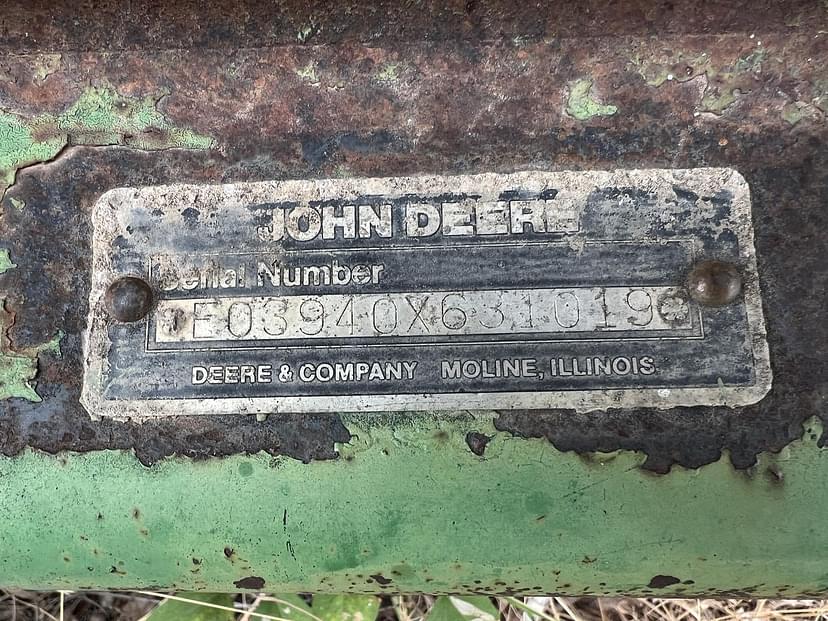 JOHN DEERE
Serial Number
E03940X631019
DEERE & COMPANY MOLINE, ILLINOIS